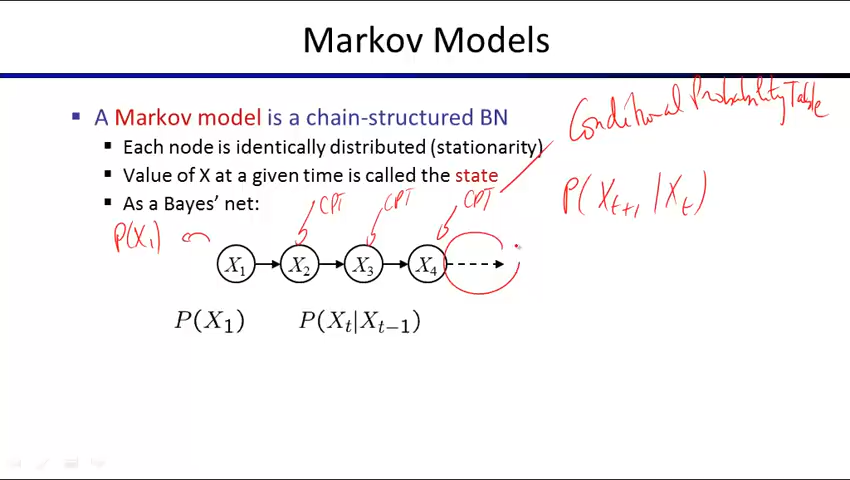 Markov Models
▪ A Markov model is a chain-structured BN
Conditional Probability Table
▪ Each node is identically distributed (stationarity)
▪ Value of X at a given time is called the state
▪ As a Bayes' net:
CPT CPT CPT
P(X_{t+1} | X_t)
P(X_1)
X_1 X_2 X_3 X_4
P(X_1) P(X_t|X_{t-1})